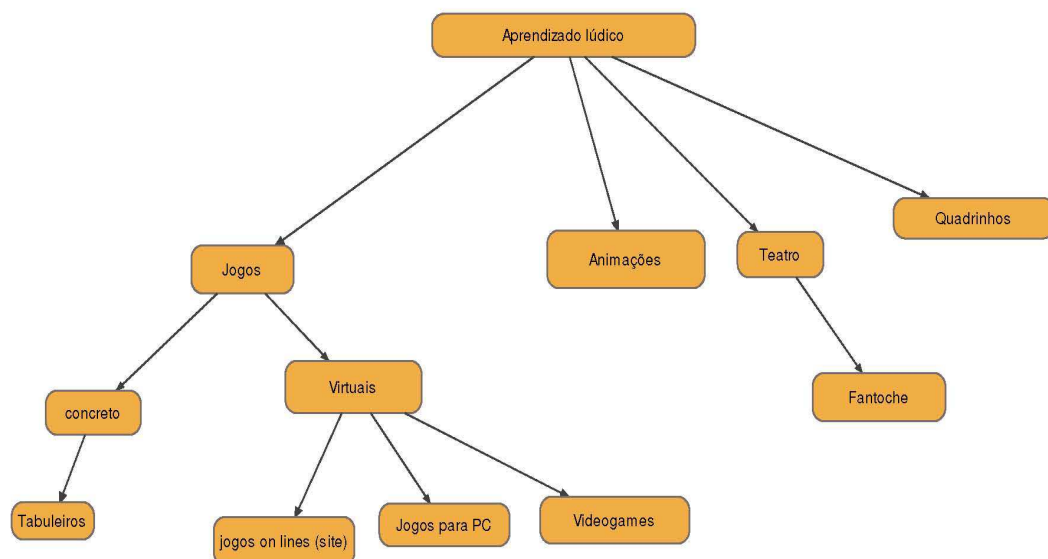 Aprendizado lúdico
Quadrinhos
Jogos
Animações
Teatro
concreto
Virtuais
Fantoche
Tabuleiros
jogos on lines (site)
Jogos para PC
Videogames